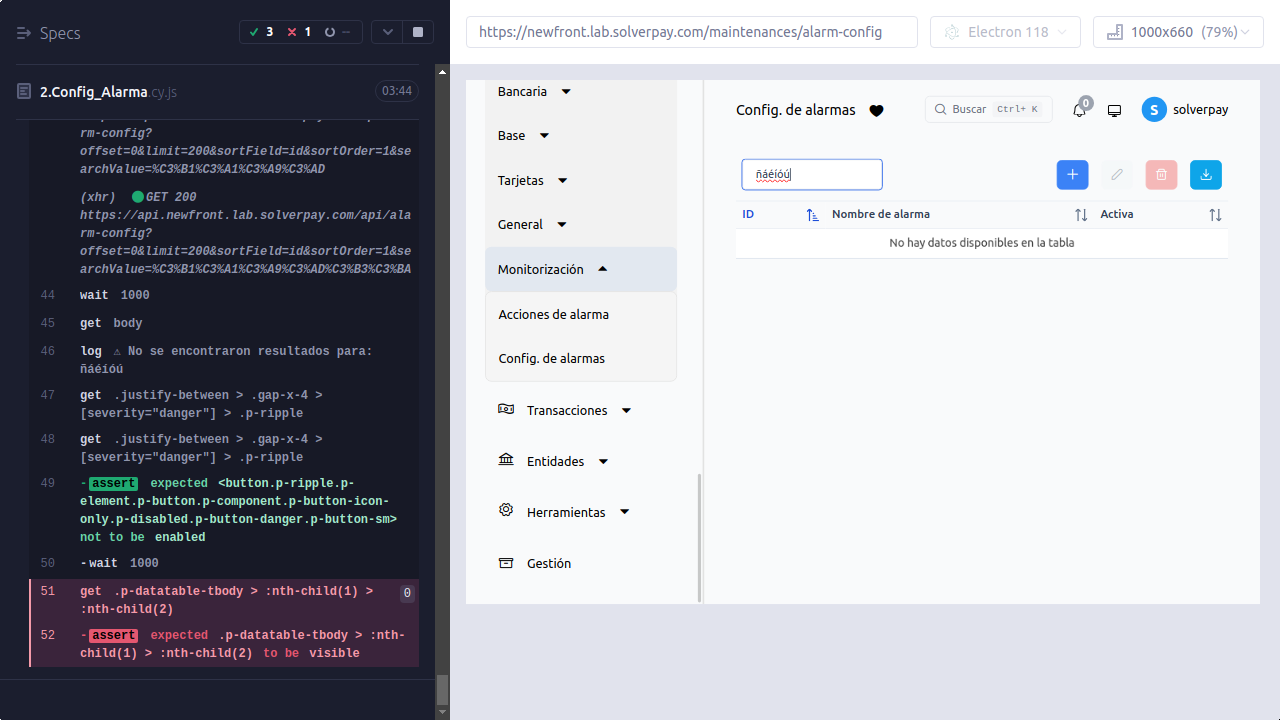 Specs
3
1
--
2.Config_Alarma.cy.js
03:44
rm-config?
offset=0&limit=200&sortField=id&sortOrder=1&se
archValue=%C3%B1%C3%A1%C3%A9%C3%AD
(xhr) GET 200
https://api.newfront.lab.solverpay.com/api/ala
rm-config?
offset=0&limit=200&sortField=id&sortOrder=1&se
archValue=%C3%B1%C3%A1%C3%A9%C3%AD%C3%B3%C3%BA
44 wait 1000
45 get body
46 log ⚠ No se encontraron resultados para:
ñáéíóú
47 get .justify-between > .gap-x-4 >
[severity="danger"] > .p-ripple
48 get .justify-between > .gap-x-4 >
[severity="danger"] > .p-ripple
49 -assert expected <button.p-ripple.p-
element.p-button.p-component.p-button-icon-
only.p-disabled.p-button-danger.p-button-sm>
not to be enabled
50 -wait 1000
51 get .p-datatable-tbody > :nth-child(1) >
:nth-child(2)
0
52 -assert expected .p-datatable-tbody > :nth-
child(1) > :nth-child(2) to be visible
https://newfront.lab.solverpay.com/maintenances/alarm-config
Electron 118
1000x660 (79%)
Bancaria
Base
Tarjetas
General
Monitorización
Acciones de alarma
Config. de alarmas
Transacciones
Entidades
Herramientas
Gestión
Config. de alarmas
Buscar Ctrl+ K
0
S
solverpay
ñáéíóú
ID
Nombre de alarma
Activa
No hay datos disponibles en la tabla